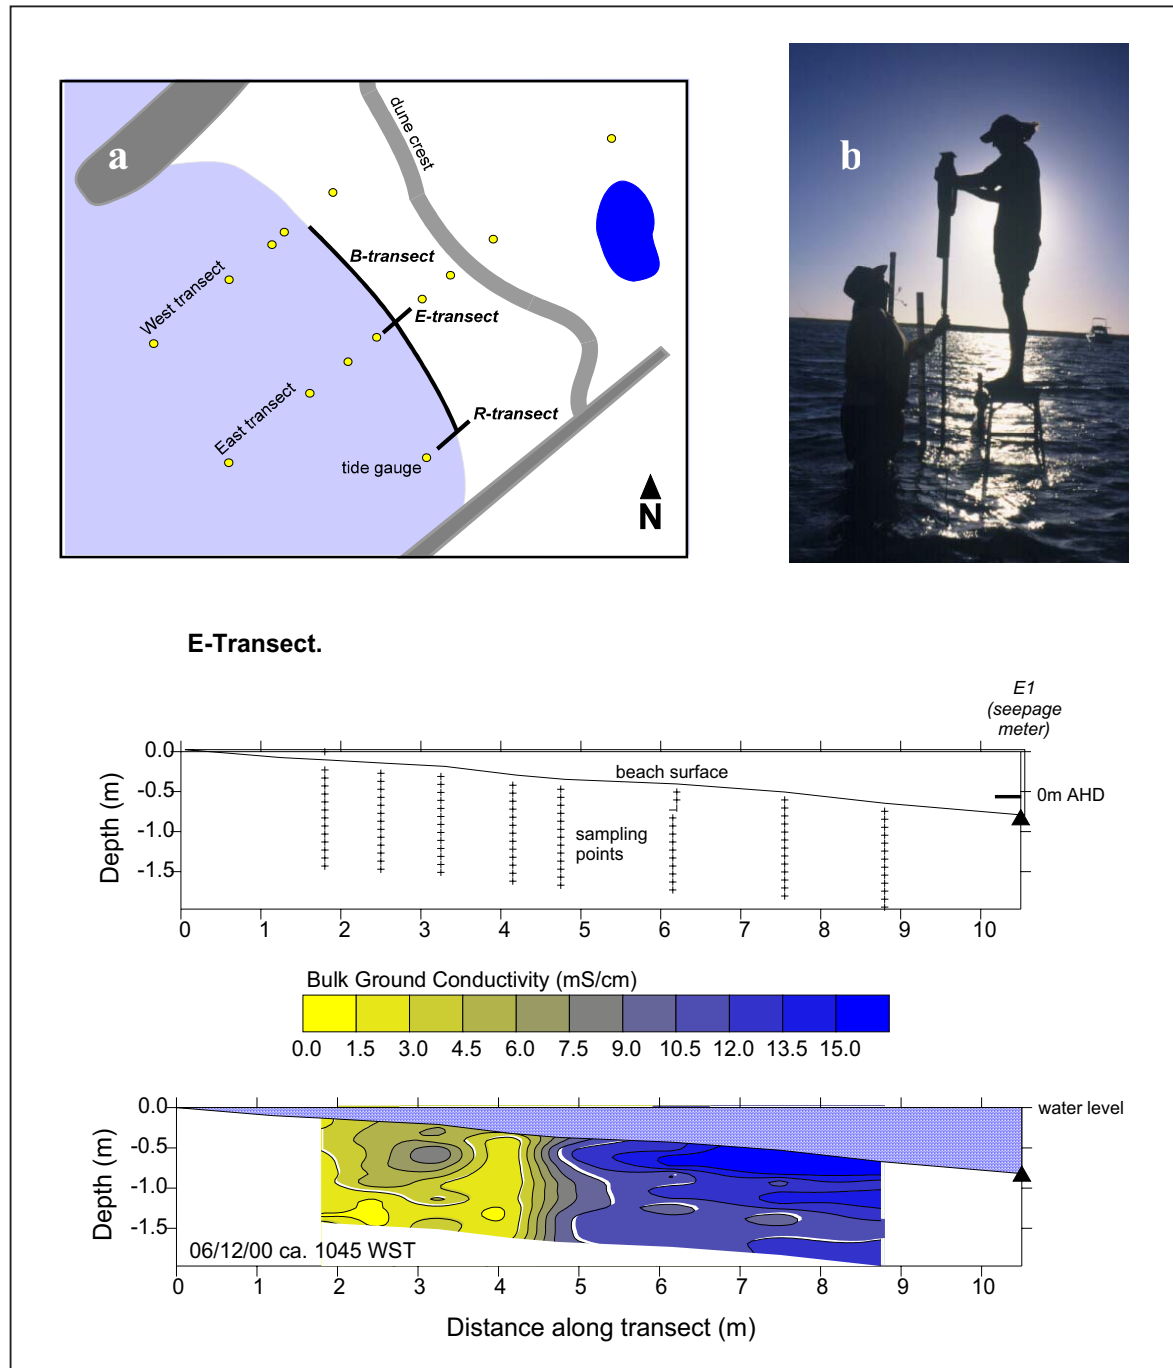 a
dune crest
B-transect
E-transect
West transect
East transect
R-transect
tide gauge
N
b
E-Transect.
E1
(seepage
meter)
0.0
-0.5
-1.0
-1.5
Depth (m)
beach surface
0m AHD
sampling
points
0 1 2 3 4 5 6 7 8 9 10
Bulk Ground Conductivity (mS/cm)
0.0 1.5 3.0 4.5 6.0 7.5 9.0 10.5 12.0 13.5 15.0
0.0
-0.5
-1.0
-1.5
Depth (m)
water level
06/12/00 ca. 1045 WST
0 1 2 3 4 5 6 7 8 9 10
Distance along transect (m)